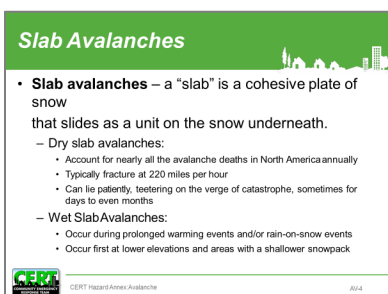 Slab Avalanches
• Slab avalanches – a “slab” is a cohesive plate of
snow
that slides as a unit on the snow underneath.
– Dry slab avalanches:
• Account for nearly all the avalanche deaths in North America annually
• Typically fracture at 220 miles per hour
• Can lie patiently, teetering on the verge of catastrophe, sometimes for
days to even months
– Wet SlabAvalanches:
• Occur during prolonged warming events and/or rain-on-snow events
• Occur first at lower elevations and areas with a shallower snowpack
CERT
COMMUNITY EMERGENCY
RESPONSE TEAM
CERT Hazard Annex:Avalanche
AV-4